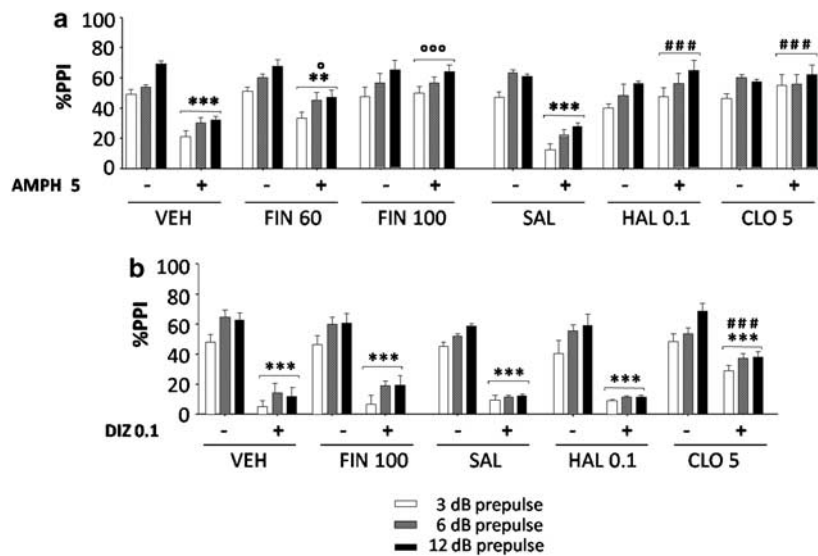 a
%PPI
100
80
60
40
20
0
***
°
**
°°°
***
###
###
AMPH 5 - + - + - + - + - + - +
VEH FIN 60 FIN 100 SAL HAL 0.1 CLO 5
b
%PPI
100
80
60
40
20
0
***
***
***
***
###
***
DIZ 0.1 - + - + - + - + - +
VEH FIN 100 SAL HAL 0.1 CLO 5
3 dB prepulse
6 dB prepulse
12 dB prepulse